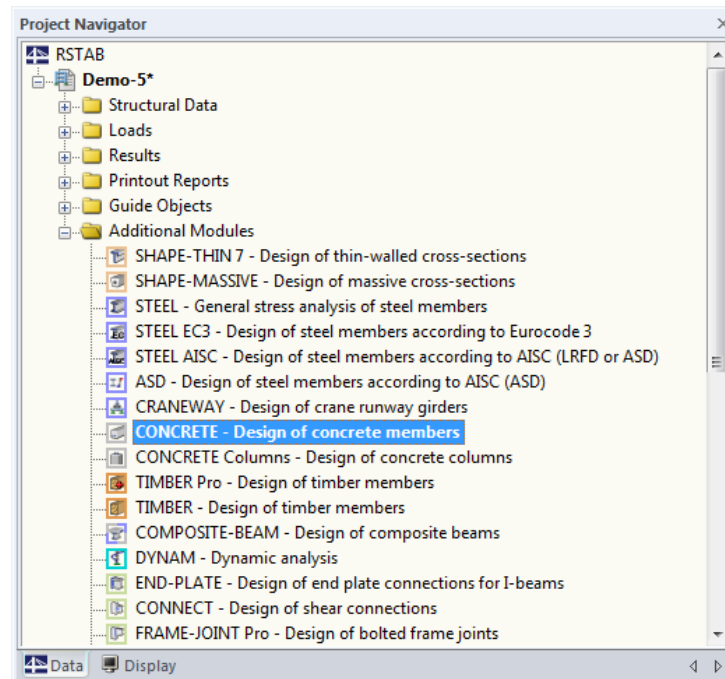 Project Navigator
RSTAB
Demo-5*
Structural Data
Loads
Results
Printout Reports
Guide Objects
Additional Modules
SHAPE-THIN 7 - Design of thin-walled cross-sections
SHAPE-MASSIVE - Design of massive cross-sections
STEEL - General stress analysis of steel members
STEEL EC3 - Design of steel members according to Eurocode 3
STEEL AISC - Design of steel members according to AISC (LRFD or ASD)
ASD - Design of steel members according to AISC (ASD)
CRANEWAY - Design of crane runway girders
CONCRETE - Design of concrete members
CONCRETE Columns - Design of concrete columns
TIMBER Pro - Design of timber members
TIMBER - Design of timber members
COMPOSITE-BEAM - Design of composite beams
DYNAM - Dynamic analysis
END-PLATE - Design of end plate connections for I-beams
CONNECT - Design of shear connections
FRAME-JOINT Pro - Design of bolted frame joints
Data Display